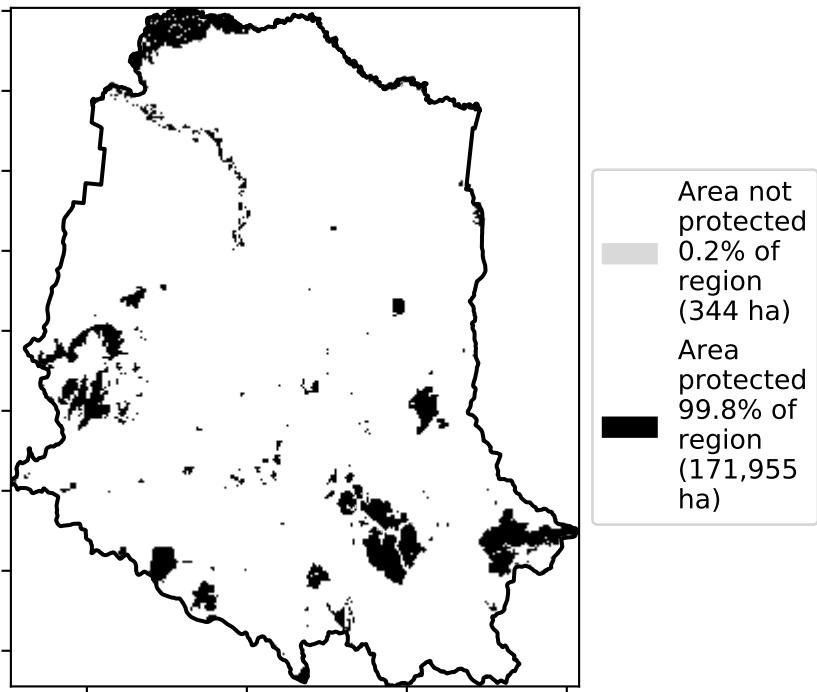 Area not
protected
0.2% of
region
(344 ha)
Area
protected
99.8% of
region
(171,955
ha)